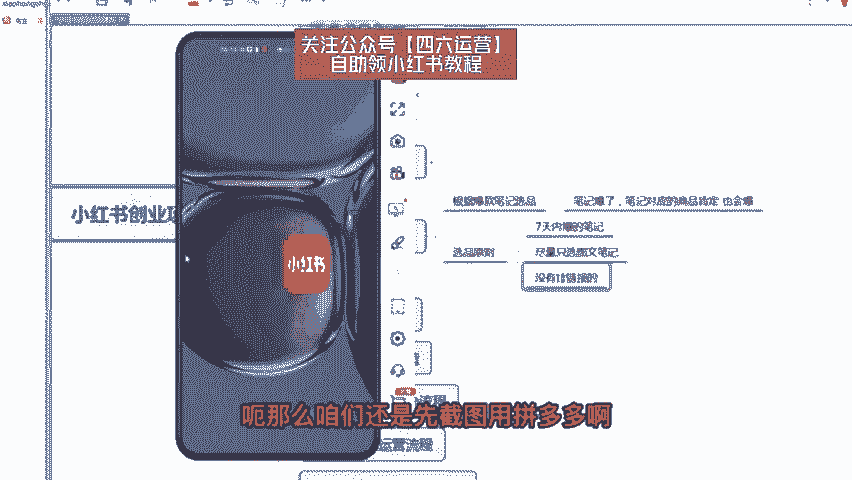 关注公众号【四六运营】
自助领小红书教程
小红书创业项
小红书
根据爆款笔记选品
笔记爆了，笔记对应的商品肯定 也会爆
7天内爆的笔记
选品原则
尽量只选图文笔记
没有挂链接的
呃那么咱们还是先截图用拼多多啊
流程
运营流程